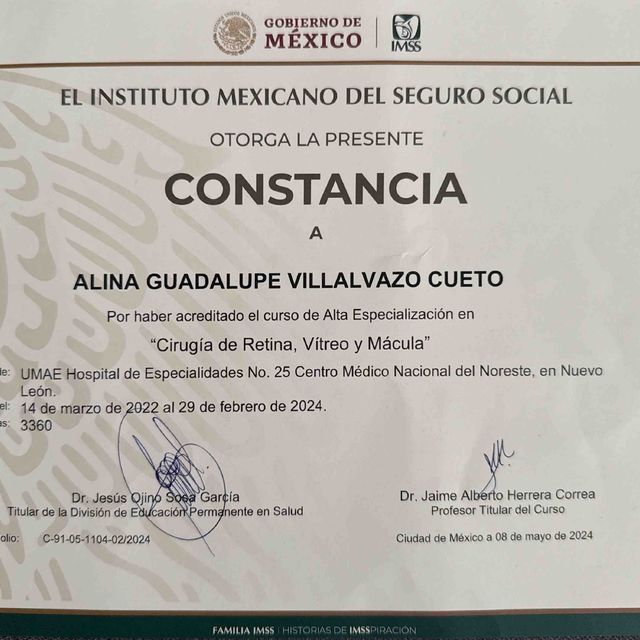 GOBIERNO DE
MÉXICO
IMSS
EL INSTITUTO MEXICANO DEL SEGURO SOCIAL
OTORGA LA PRESENTE
CONSTANCIA
A
ALINA GUADALUPE VILLALVAZO CUETO
Por haber acreditado el curso de Alta Especialización en
“Cirugía de Retina, Vítreo y Mácula”
UMAE Hospital de Especialidades No. 25 Centro Médico Nacional del Noreste, en Nuevo
León.
14 de marzo de 2022 al 29 de febrero de 2024.
3360
Dr. Jesús Ojino Sosa García
Titular de la División de Educación Permanente en Salud
Dr. Jaime Alberto Herrera Correa
Profesor Titular del Curso
olio: C-91-05-1104-02/2024
Ciudad de México a 08 de mayo de 2024
FAMILIA IMSS | HISTORIAS DE IMSSPIRACIÓN